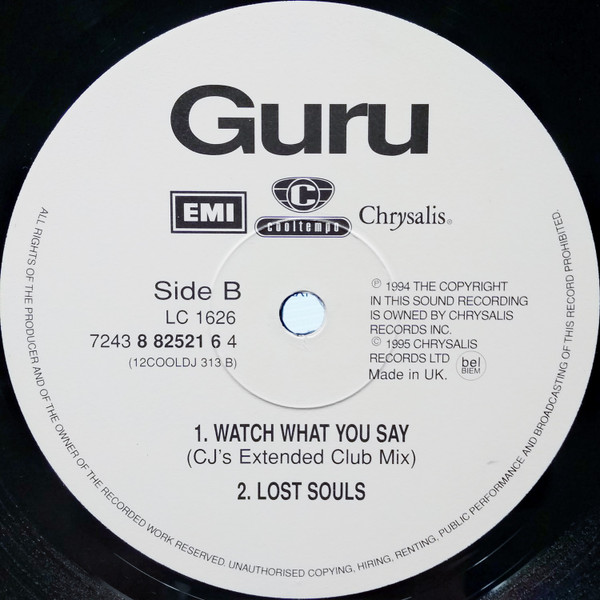 Guru
EMI
C
cooltempo
Chrysalis®
Side B
LC 1626
7243 8 82521 6 4
(12COOLDJ 313 B)
℗ 1994 THE COPYRIGHT
IN THIS SOUND RECORDING
IS OWNED BY CHRYSALIS
RECORDS INC.
© 1995 CHRYSALIS
RECORDS LTD
Made in UK.
bel
BIEM
1. WATCH WHAT YOU SAY
(CJ's Extended Club Mix)
2. LOST SOULS
ALL RIGHTS OF THE PRODUCER AND OF THE OWNER OF THE RECORDED WORK RESERVED. UNAUTHORISED COPYING, HIRING, RENTING, PUBLIC PERFORMANCE AND BROADCASTING OF THIS RECORD PROHIBITED.